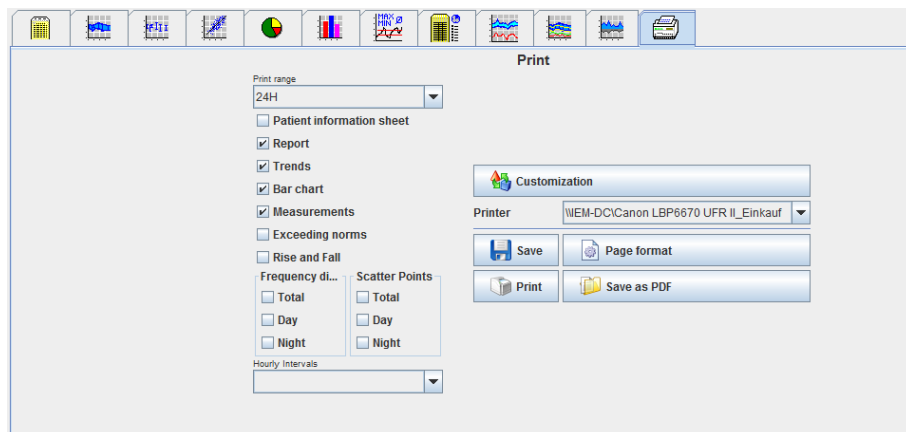 MAX Ø
MIN
Print
Print range
24H
Patient information sheet
Report
Trends
Bar chart
Measurements
Exceeding norms
Rise and Fall
Frequency di...
Total
Day
Night
Scatter Points
Total
Day
Night
Hourly Intervals
Customization
Printer
\\IEM-DC\Canon LBP6670 UFR II_Einkauf
Save
Page format
Print
Save as PDF